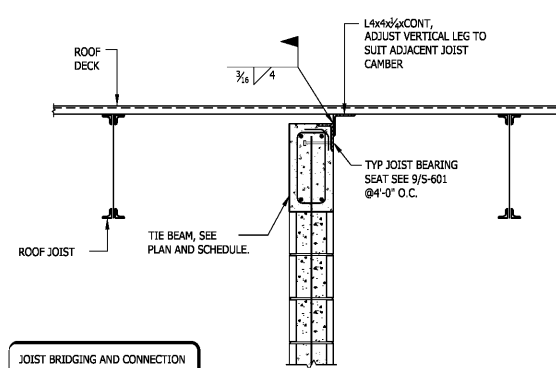 L4x4x¼xCONT,
ADJUST VERTICAL LEG TO
SUIT ADJACENT JOIST
CAMBER
ROOF
DECK
3/16
4
TYP JOIST BEARING
SEAT SEE 9/S-601
@4'-0" O.C.
TIE BEAM, SEE
PLAN AND SCHEDULE.
ROOF JOIST
JOIST BRIDGING AND CONNECTION